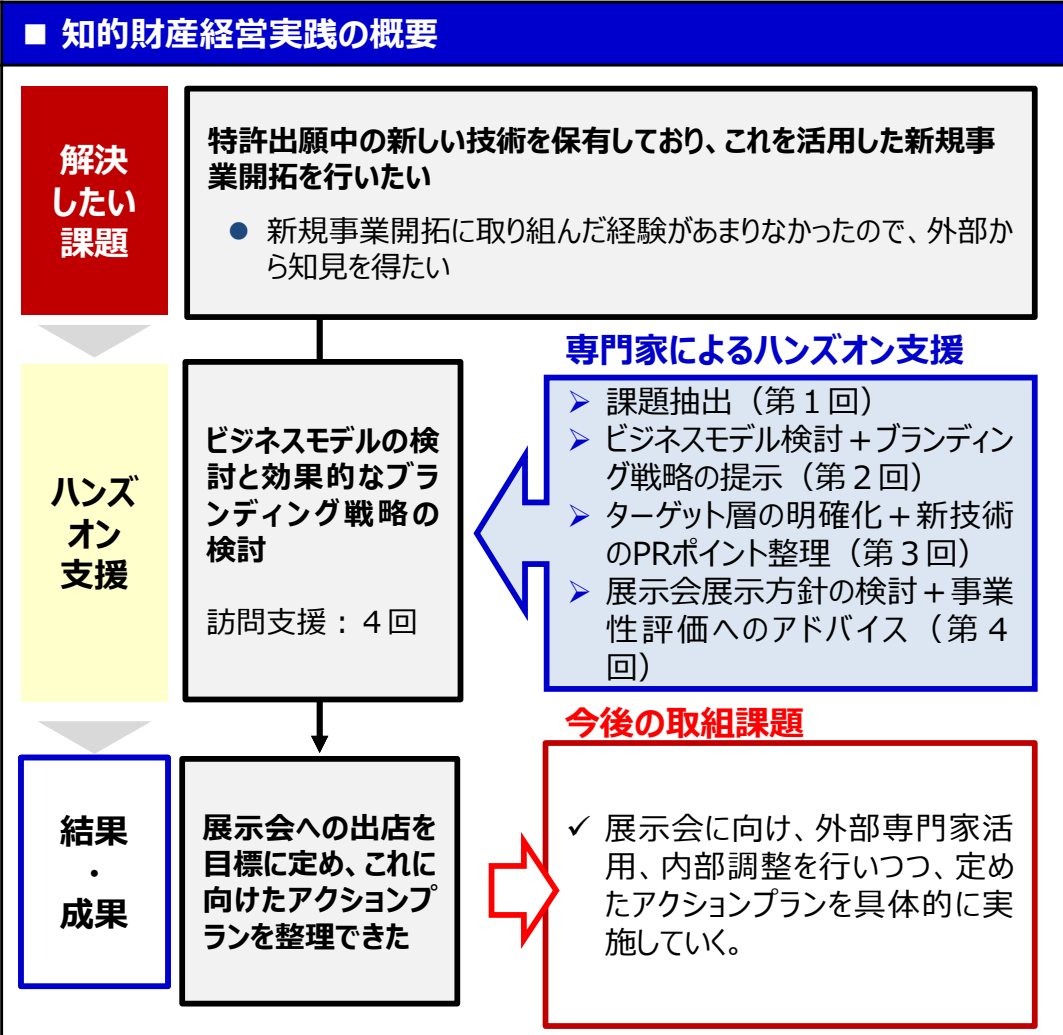 ■ 知的財産経営実践の概要
解決
したい
課題
特許出願中の新しい技術を保有しており、これを活用した新規事
業開拓を行いたい
● 新規事業開拓に取り組んだ経験があまりなかったので、外部か
ら知見を得たい
ハンズ
オン
支援
ビジネスモデルの検
討と効果的なブラ
ンディング戦略の
検討
訪問支援：４回
専門家によるハンズオン支援
➢ 課題抽出（第１回）
➢ ビジネスモデル検討＋ブランディン
グ戦略の提示（第２回）
➢ ターゲット層の明確化＋新技術
のPRポイント整理（第３回）
➢ 展示会展示方針の検討＋事業
性評価へのアドバイス（第４
回）
結果
・
成果
展示会への出店を
目標に定め、これに
向けたアクションプ
ランを整理できた
今後の取組課題
✓ 展示会に向け、外部専門家活
用、内部調整を行いつつ、定め
たアクションプランを具体的に実
施していく。